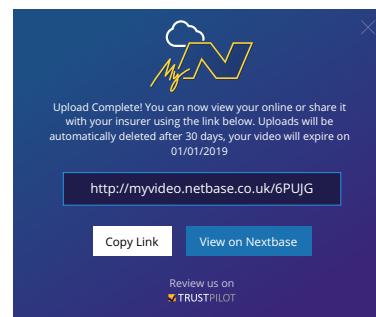 My N
Upload Complete! You can now view your online or share it
with your insurer using the link below. Uploads will be
automatically deleted after 30 days, your video will expire on
01/01/2019
http://myvideo.netbase.co.uk/6PUJG
Copy Link View on Nextbase
Review us on
TRUSTPILOT